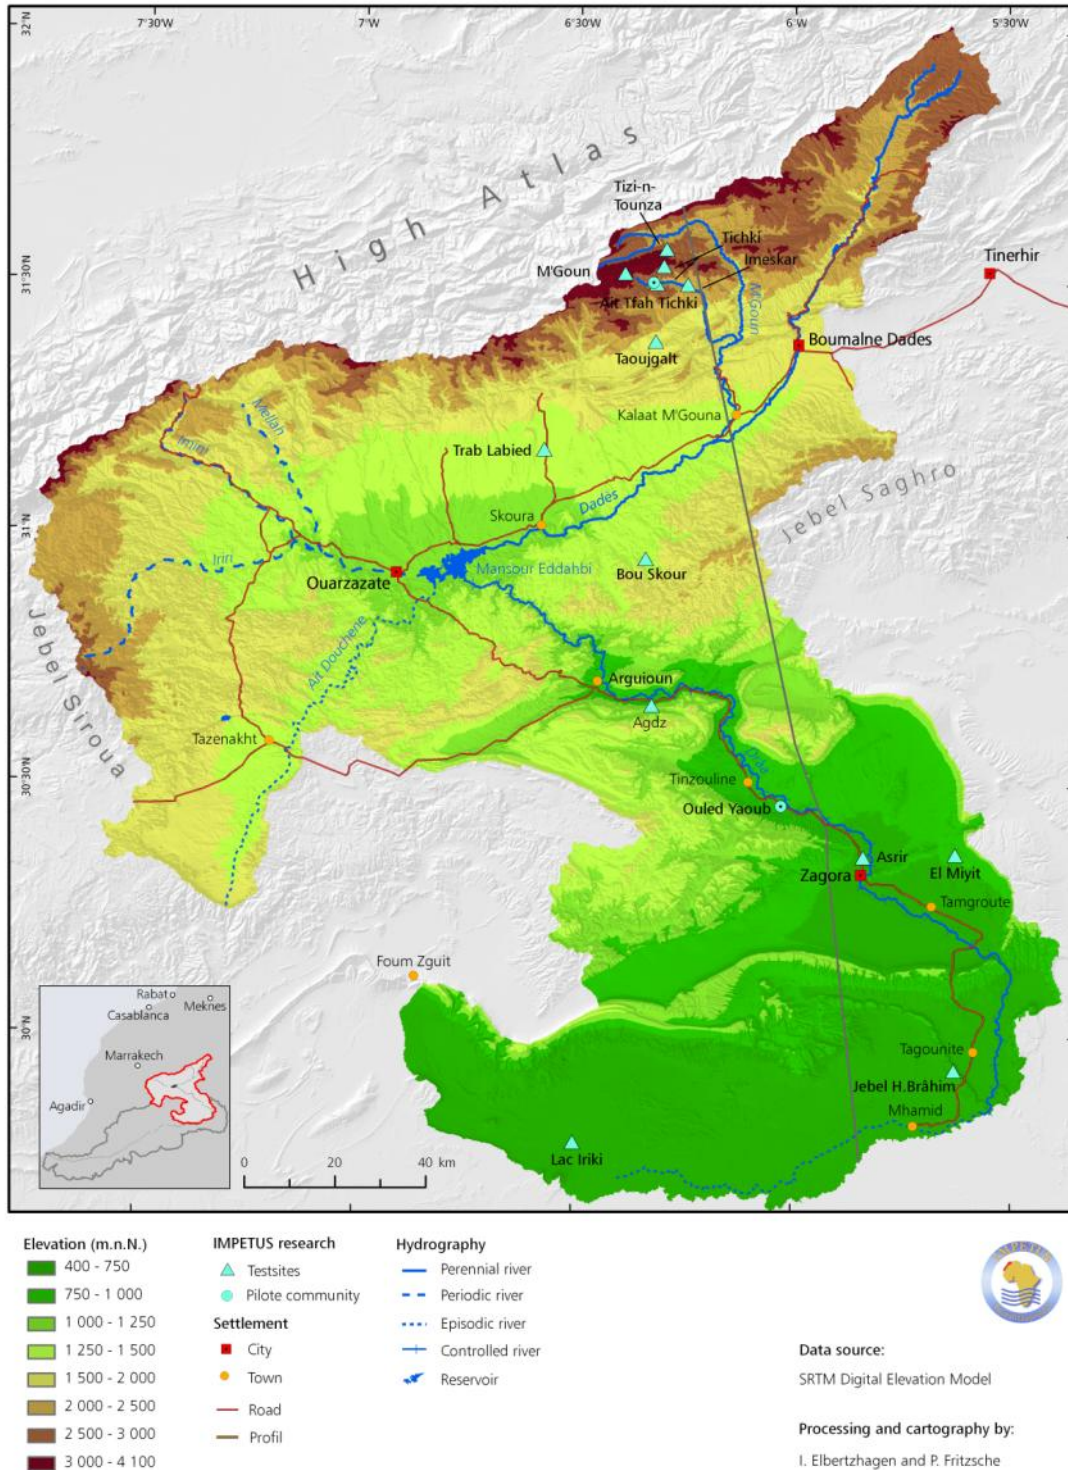 7°30'W
7°W
6°30'W
6°W
5°30'W
32°N
31°30'N
31°N
30°30'N
30°N
High Atlas
Tizi-n-
Tounza
Tichki
Imeskar
M'Goun
Ait Tfah Tichki
M'Goun
Tinerhir
Boumalne Dades
Taoujgalt
Kalaat M'Gouna
Mellah
Imini
Trab Labied
Dadès
Jebel Saghro
Skoura
Iriri
Mansour Eddahbi
Ouarzazate
Bou Skour
Jebel Siroua
Ait Douchene
Arguioun
Agdz
Tazenakht
Drâa
Tinzouline
Ouled Yaoub
Asrir
El Miyit
Zagora
Tamgroute
Foum Zguit
Rabat
Casablanca
Meknes
Marrakech
Agadir
Tagounite
Jebel H.Brâhim
Mhamid
Lac Iriki
0 20 40 km
Elevation (m.n.N.)
400 - 750
750 - 1 000
1 000 - 1 250
1 250 - 1 500
1 500 - 2 000
2 000 - 2 500
2 500 - 3 000
3 000 - 4 100
IMPETUS research
Testsites
Pilote community
Settlement
City
Town
Road
Profil
Hydrography
Perennial river
Periodic river
Episodic river
Controlled river
Reservoir
IMPETUS
Data source:
SRTM Digital Elevation Model
Processing and cartography by:
I. Elbertzhagen and P. Fritzsche